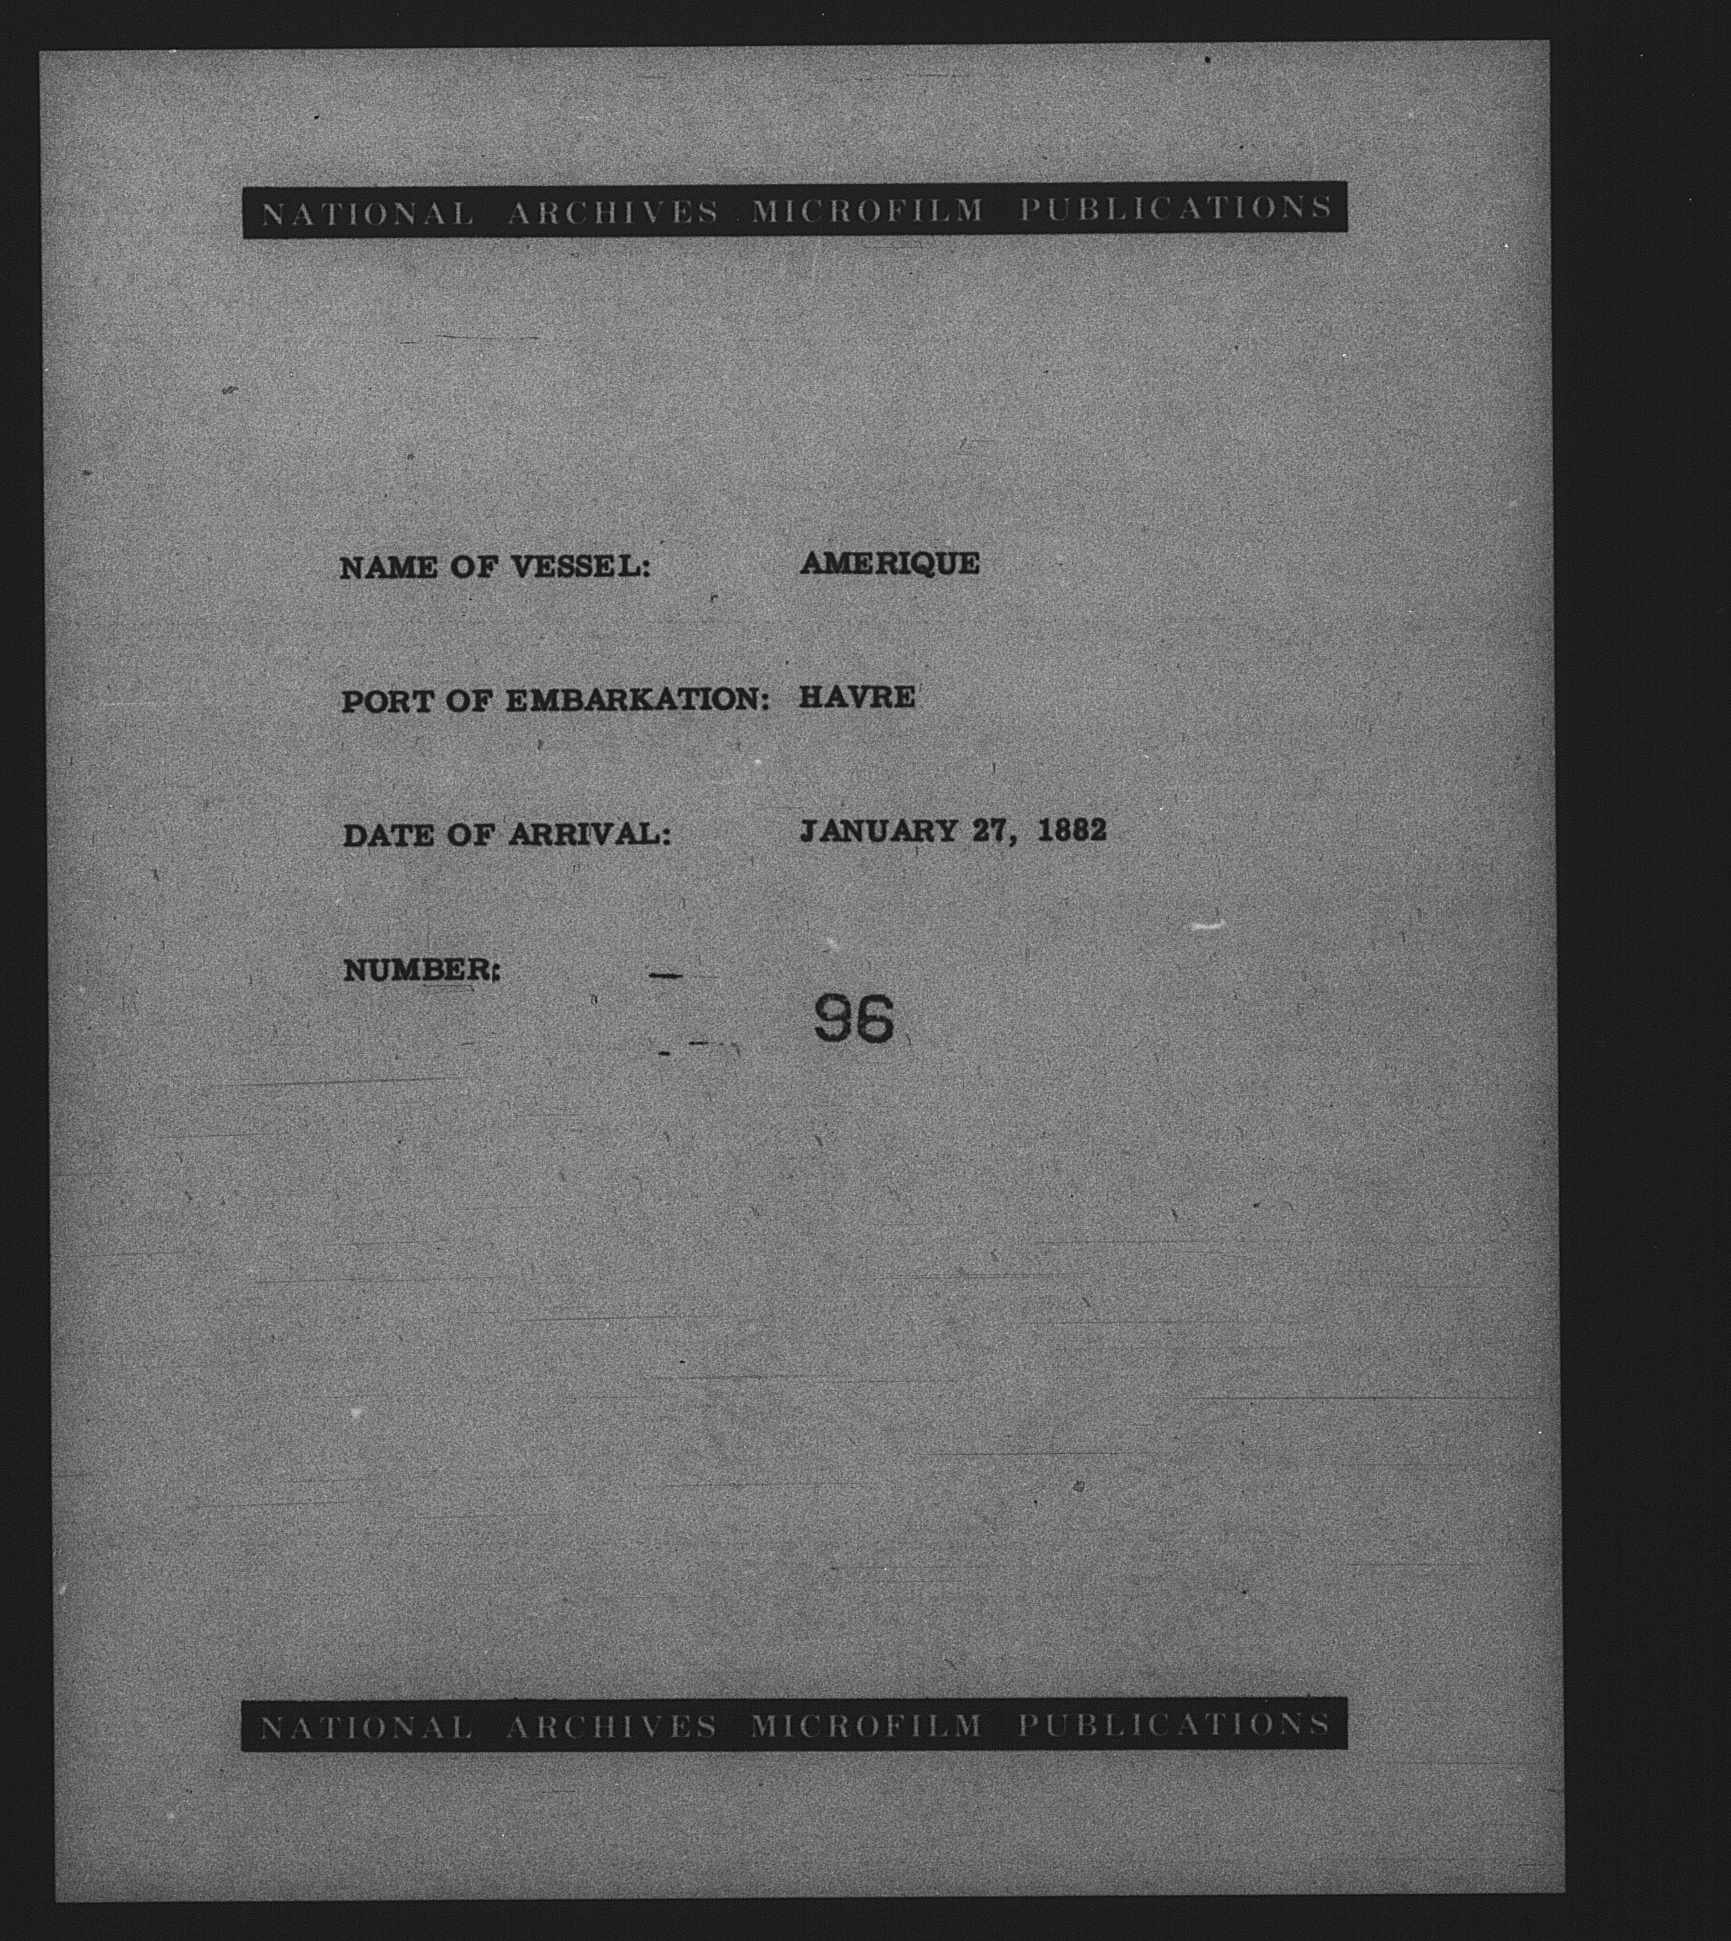 NATIONAL ARCHIVES MICROFILM PUBLICATIONS
NAME OF VESSEL: AMERIQUE
PORT OF EMBARKATION: HAVRE
DATE OF ARRIVAL: JANUARY 27, 1882
NUMBER:
96
NATIONAL ARCHIVES MICROFILM PUBLICATIONS